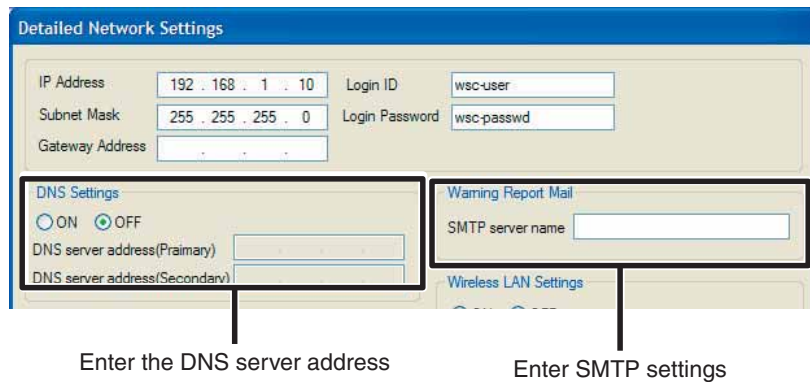 Detailed Network Settings
IP Address 192 . 168 . 1 . 10 Login ID wsc-user
Subnet Mask 255 . 255 . 255 . 0 Login Password wsc-passwd
Gateway Address . . .
DNS Settings
ON OFF
DNS server address(Praimary)
DNS server address(Secondary)
Warning Report Mail
SMTP server name
Wireless LAN Settings
Enter the DNS server address
Enter SMTP settings